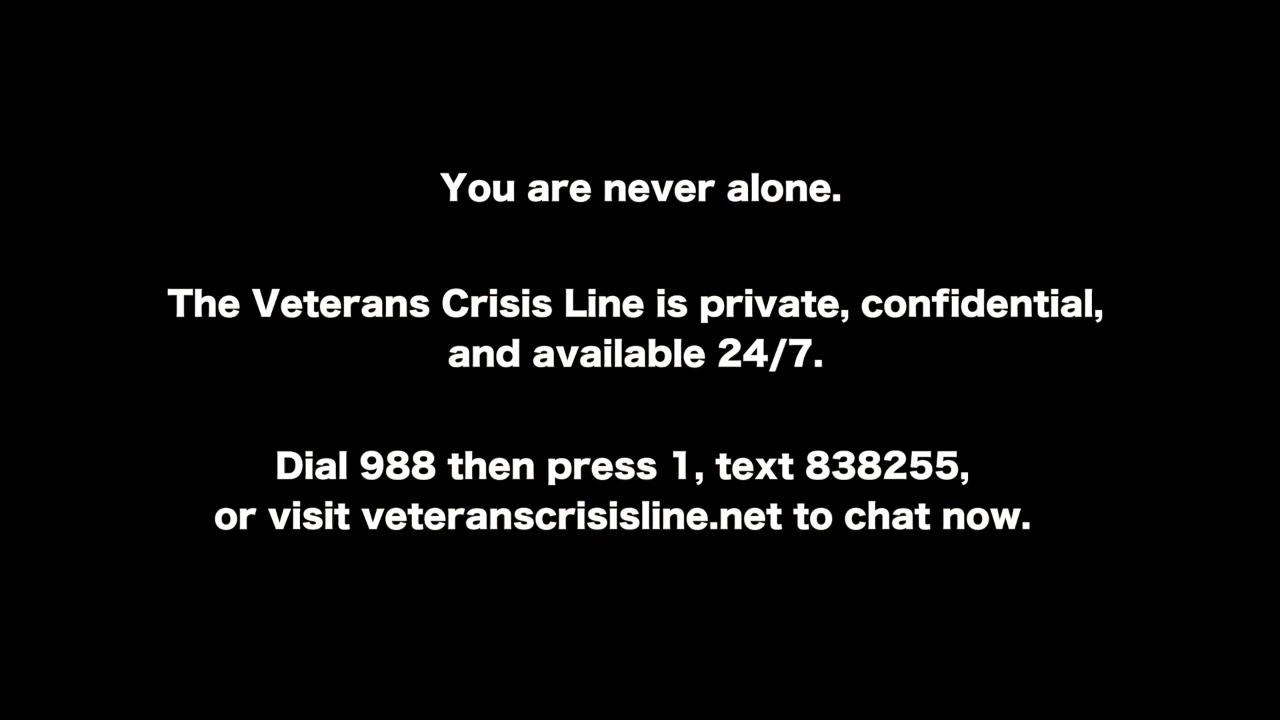 You are never alone.
The Veterans Crisis Line is private, confidential,
and available 24/7.
Dial 988 then press 1, text 838255,
or visit veteranscrisisline.net to chat now.